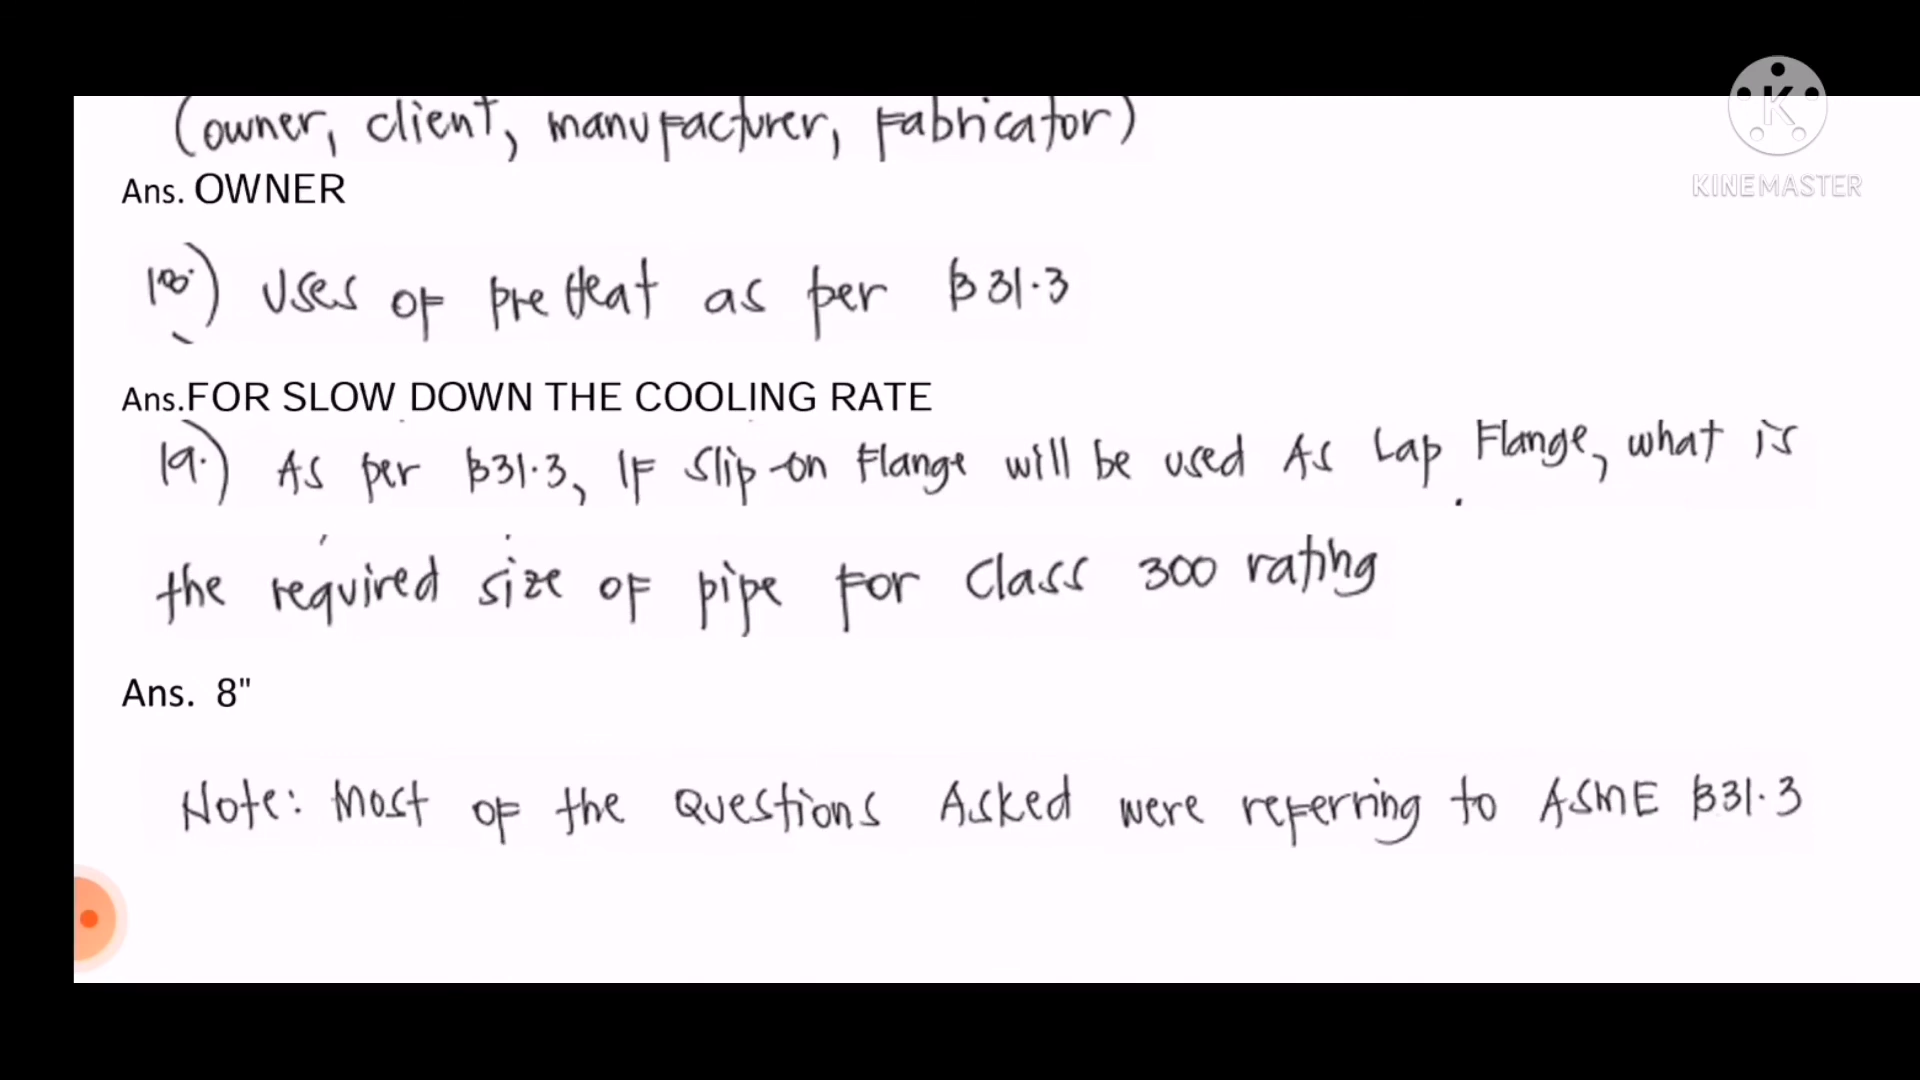 (owner, client, manufacturer, fabricator)
KINEMASTER
Ans. OWNER
18.) Uses of preHeat as per B31.3
Ans.FOR SLOW DOWN THE COOLING RATE
19.) As per B31.3, IF Slip-on Flange will be used As Lap Flange, what is
the required size of pipe for Class 300 rating
Ans. 8"
Note: Most of the Questions Asked were referring to ASME B31.3